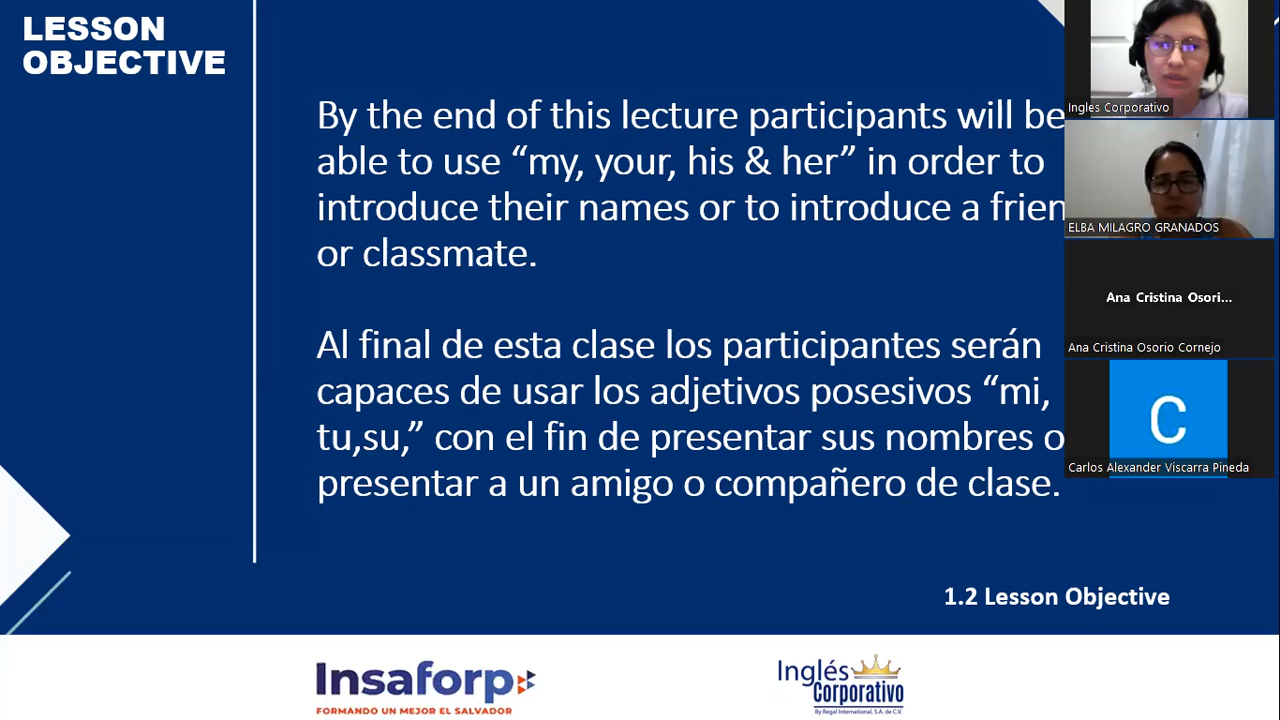 LESSON
OBJECTIVE
By the end of this lecture participants will be
able to use “my, your, his & her” in order to
introduce their names or to introduce a frien
or classmate.
Al final de esta clase los participantes serán
capaces de usar los adjetivos posesivos “mi,
tu,su,” con el fin de presentar sus nombres o
presentar a un amigo o compañero de clase.
1.2 Lesson Objective
Insaforp
FORMANDO UN MEJOR EL SALVADOR
Inglés
Corporativo
By Regal International, S.A. de C.V.
Ingles Corporativo
ELBA MILAGRO GRANADOS
Ana Cristina Osori...
Ana Cristina Osorio Cornejo
C
Carlos Alexander Viscarra Pineda